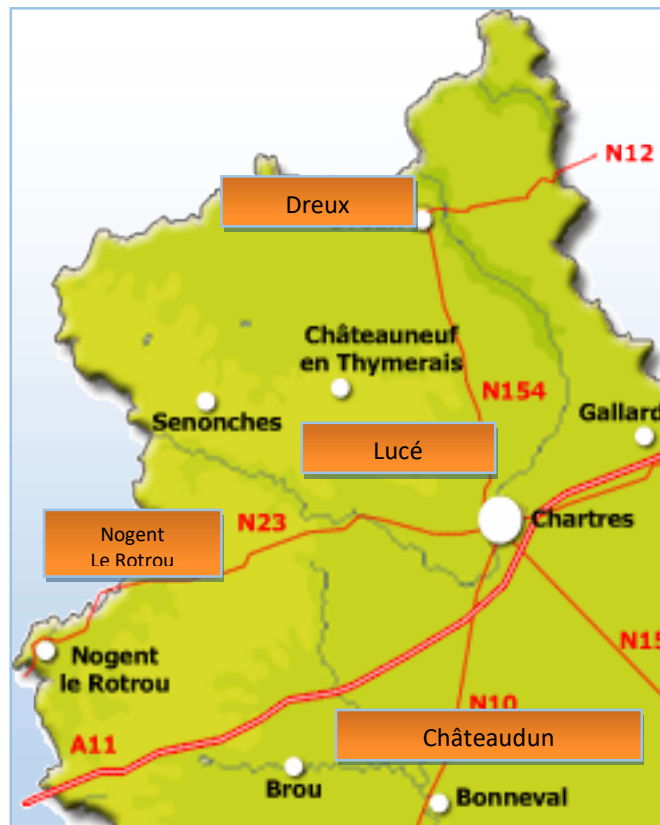 N12
Dreux
Châteauneuf
en Thymerais
N154
Senonches
Gallard
Lucé
Nogent
Le Rotrou
N23
Chartres
Nogent
le Rotrou
N15
N10
A11
Châteaudun
Brou
Bonneval